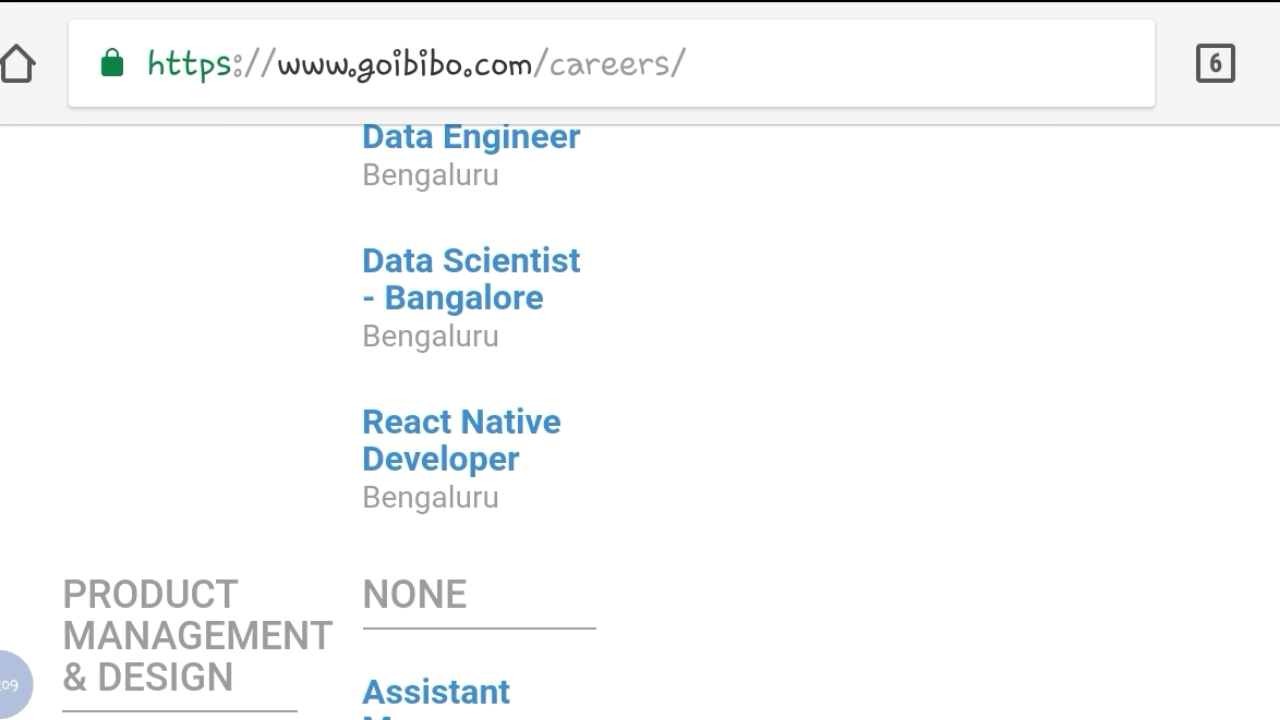 https://www.goibibo.com/careers/
6
Data Engineer
Bengaluru
Data Scientist
- Bangalore
Bengaluru
React Native
Developer
Bengaluru
PRODUCT
MANAGEMENT
& DESIGN
NONE
Assistant